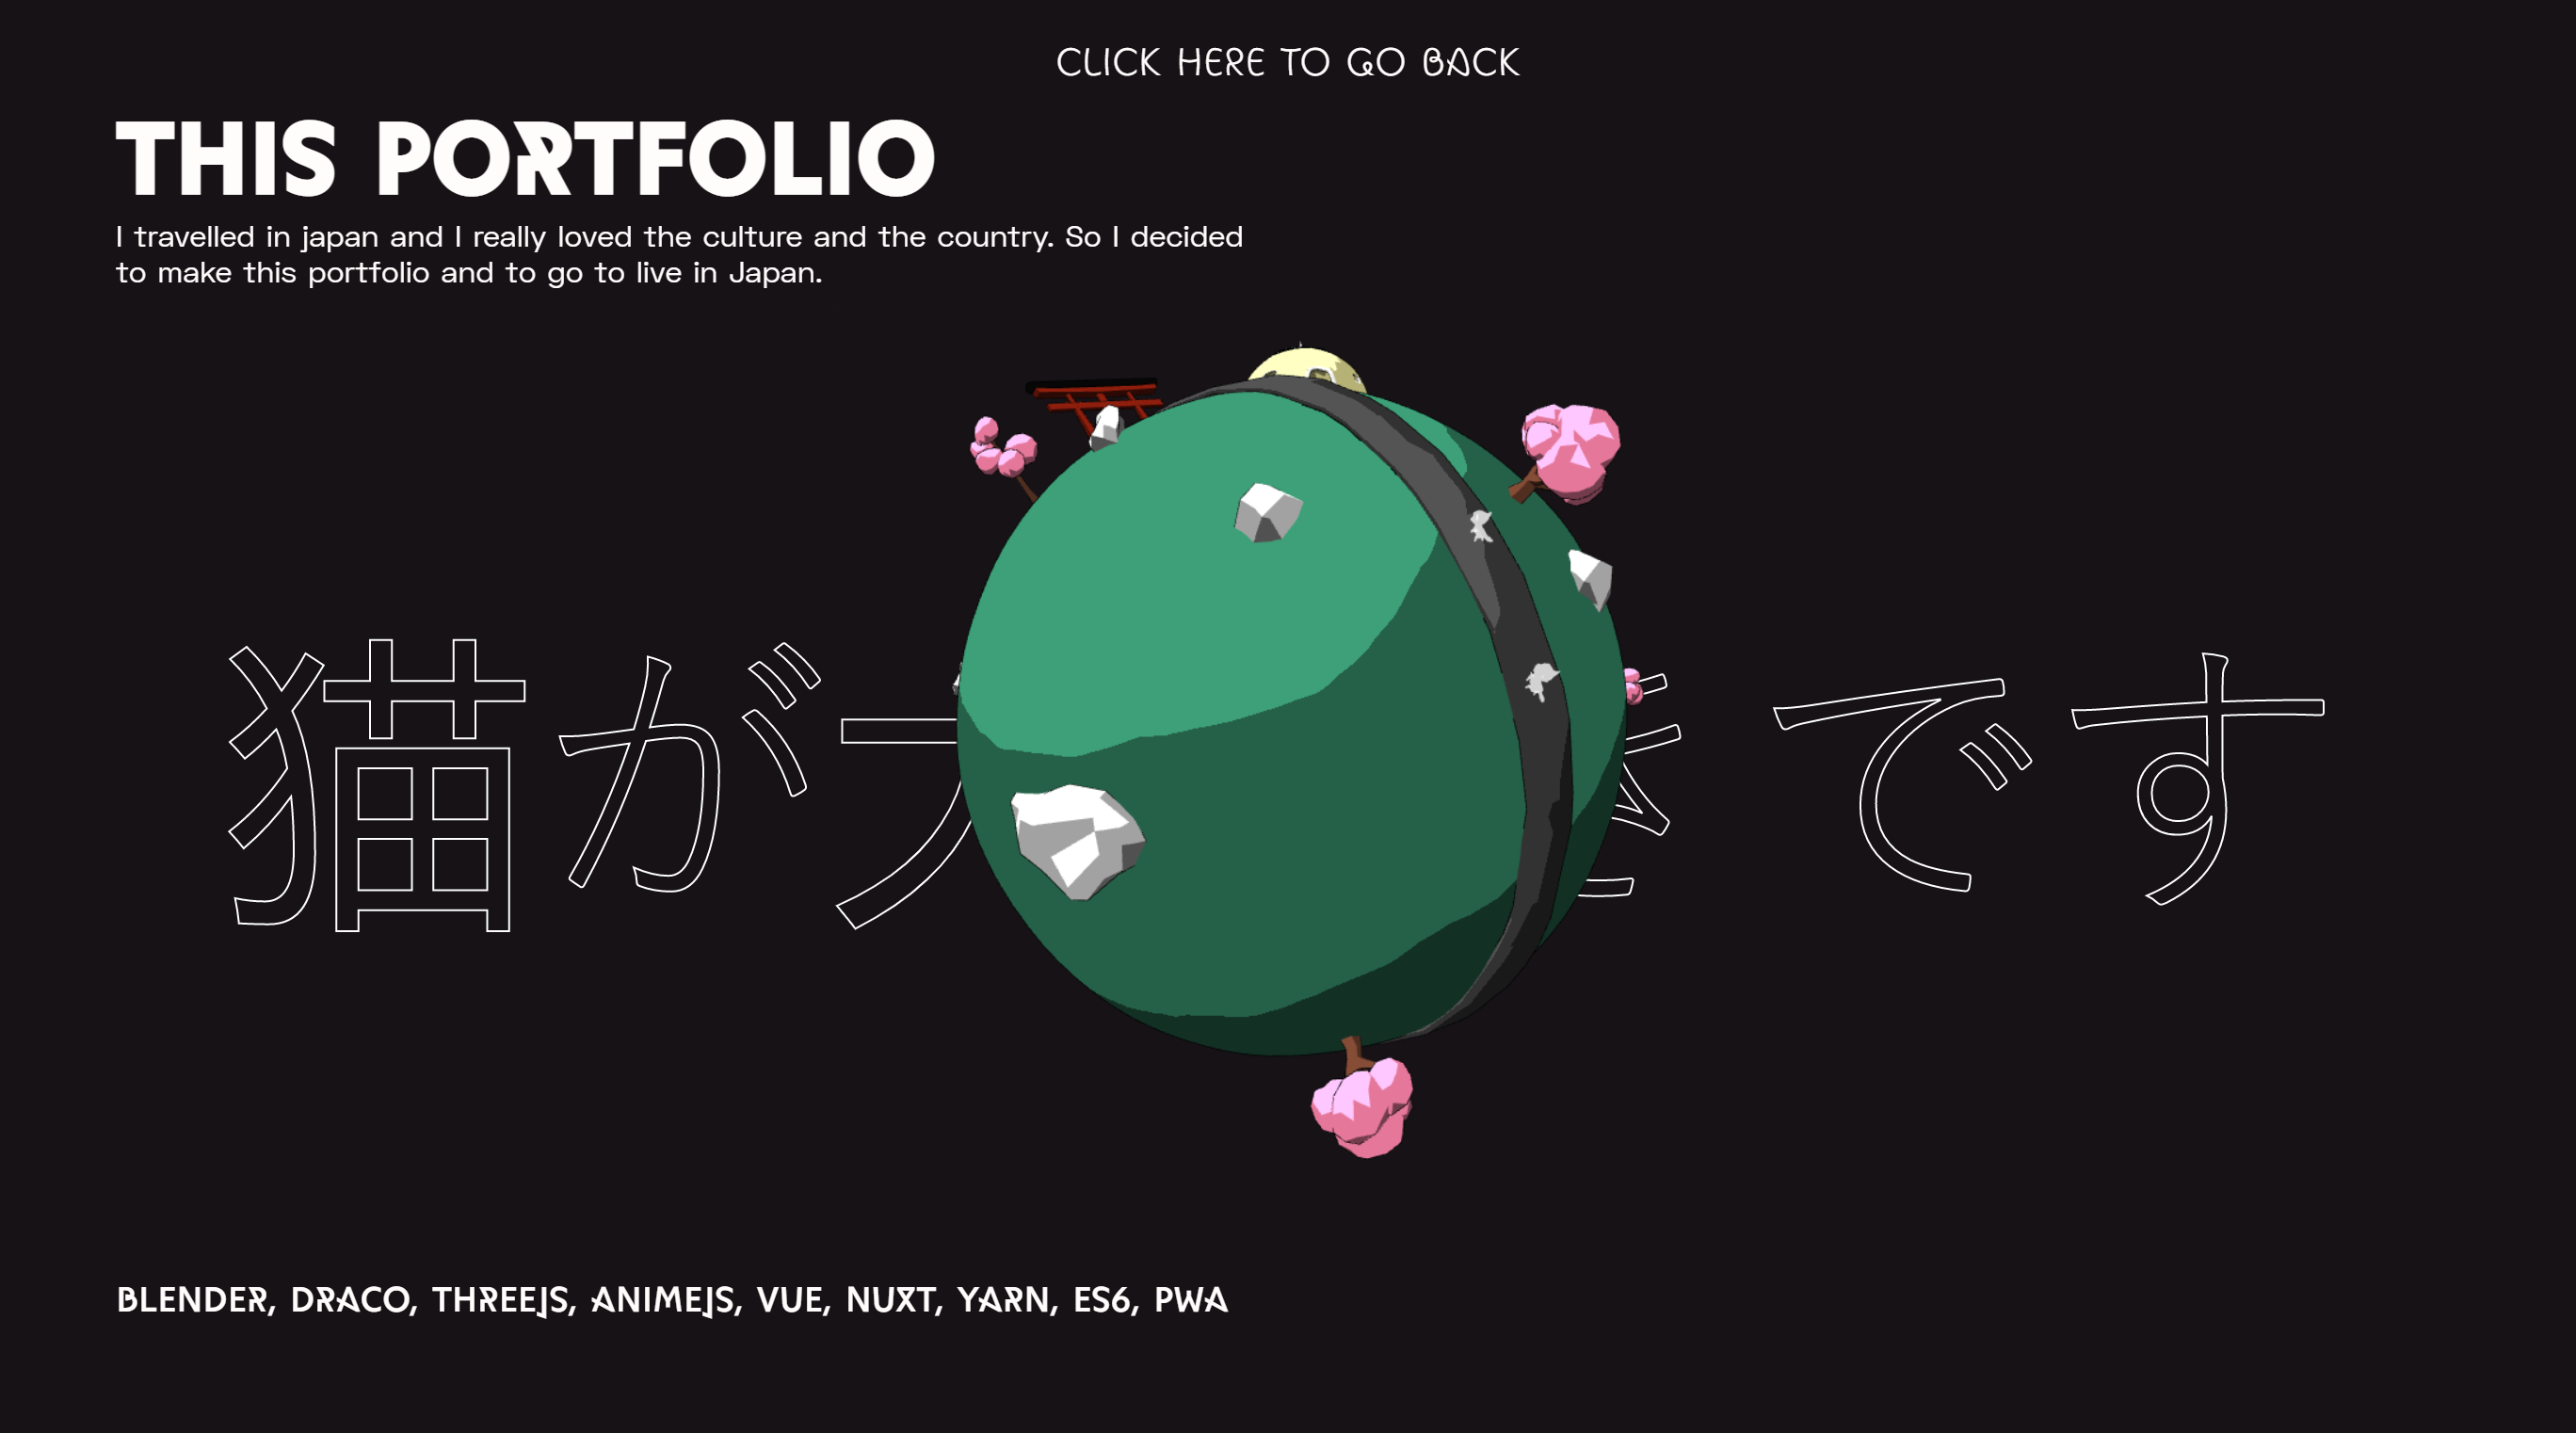 CLICK HERE TO GO BACK
THIS PORTFOLIO
I travelled in japan and I really loved the culture and the country. So I decided
to make this portfolio and to go to live in Japan.
猫が です
BLENDER, DRACO, THREEJS, ANIMEJS, VUE, NUXT, YARN, ES6, PWA